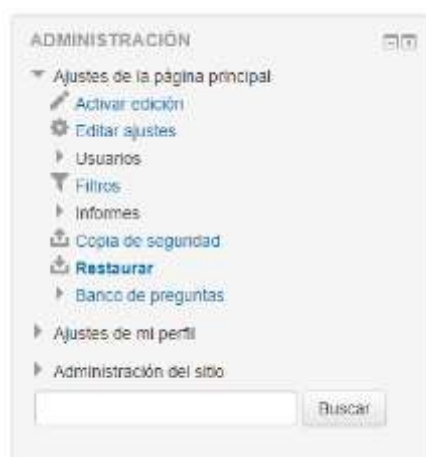 ADMINISTRACIÓN
Ajustes de la página principal
Activar edición
Editar ajustes
Usuarios
Filtros
Informes
Copia de seguridad
Restaurar
Banco de preguntas
Ajustes de mi perfil
Administración del sitio
Buscar